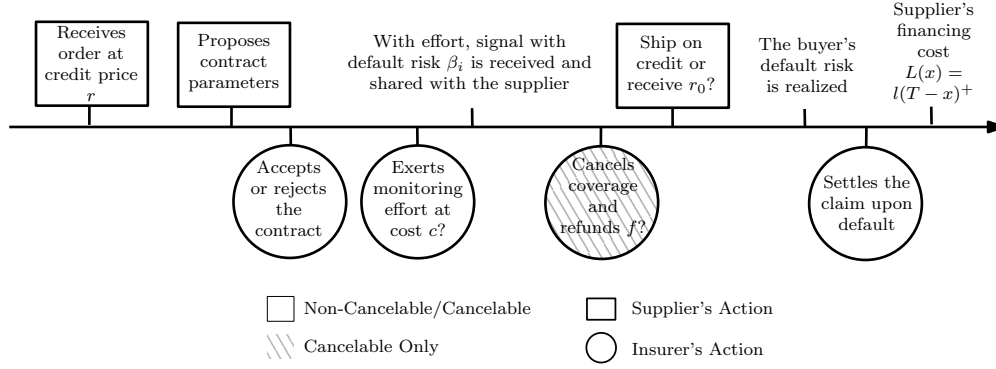 Receives
order at
credit price
r
Proposes
contract
parameters
With effort, signal with
default risk βi is received and
shared with the supplier
Ship on
credit or
receive r0?
The buyer's
default risk
is realized
Supplier's
financing
cost
L(x) =
l(T − x)+
Accepts
or rejects
the
contract
Exerts
monitoring
effort at
cost c?
Cancels
coverage
and
refunds f?
Settles the
claim upon
default
Non-Cancelable/Cancelable
Supplier's Action
Cancelable Only
Insurer's Action